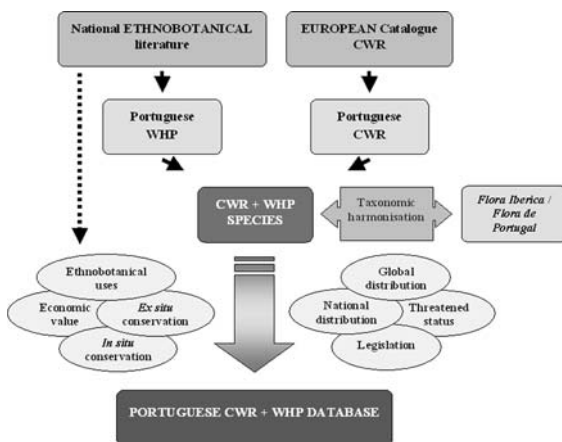 National ETHNOBOTANICAL
literature
EUROPEAN Catalogue
CWR
Portuguese
WHP
Portuguese
CWR
CWR + WHP
SPECIES
Taxonomic
harmonisation
Flora Iberica /
Flora de
Portugal
Ethnobotanical
uses
Economic
value
Ex situ
conservation
In situ
conservation
Global
distribution
National
distribution
Threatened
status
Legislation
PORTUGUESE CWR + WHP DATABASE